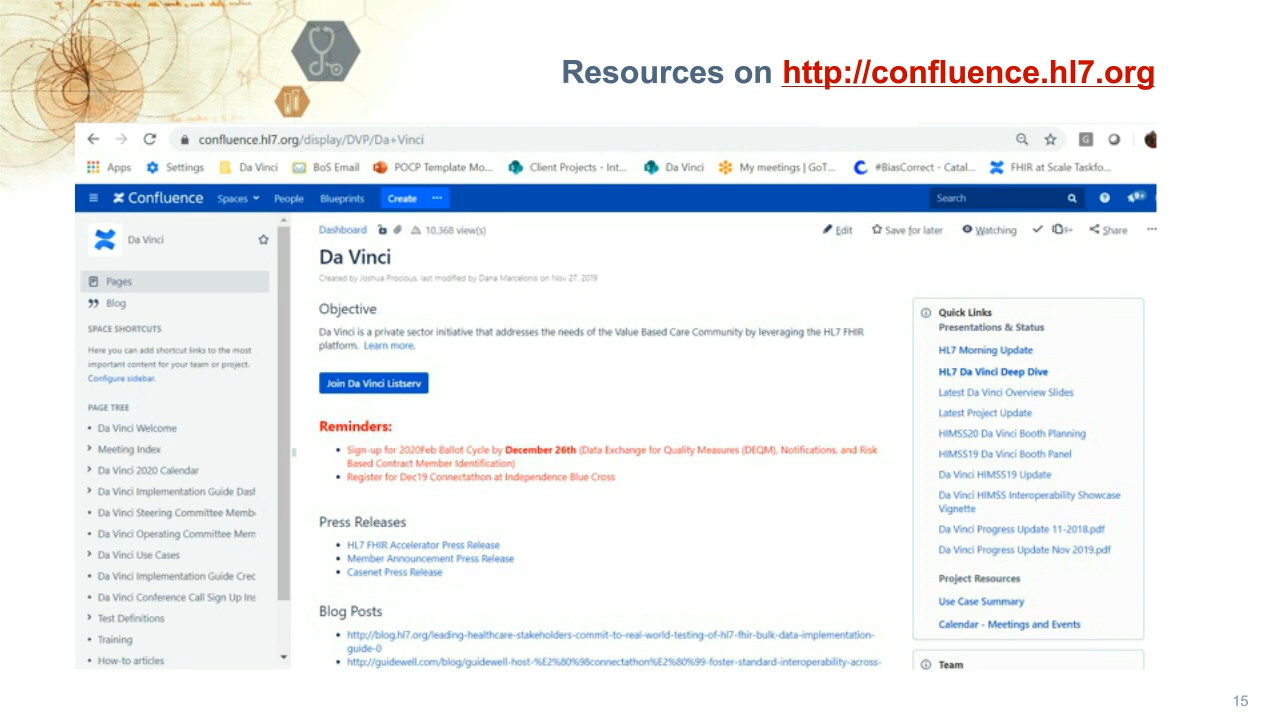 Resources on http://confluence.hl7.org
confluence.hl7.org/display/DVP/Da+Vinci
G
Apps Settings Da Vinci BoS Email POCP Template Mo... Client Projects - Int... Da Vinci My meetings | GoT... #BiasCorrect - Catal... FHIR at Scale Taskfo...
Confluence Spaces People Blueprints Create ··· Search ? 9+
Da Vinci
Pages
Blog
SPACE SHORTCUTS
Here you can add shortcut links to the most
important content for your team or project.
Configure sidebar.
PAGE TREE
• Da Vinci Welcome
> Meeting Index
> Da Vinci 2020 Calendar
> Da Vinci Implementation Guide Dash
• Da Vinci Steering Committee Memb
• Da Vinci Operating Committee Mem
> Da Vinci Use Cases
• Da Vinci Implementation Guide Crec
• Da Vinci Conference Call Sign Up Ins
> Test Definitions
• Training
• How-to articles
Dashboard 10,368 view(s)
Edit Save for later Watching 9+ Share ···
Da Vinci
Created by Joshua Procious, last modified by Dana Marcelonis on Nov 27, 2019
Objective
Da Vinci is a private sector initiative that addresses the needs of the Value Based Care Community by leveraging the HL7 FHIR
platform. Learn more.
Join Da Vinci Listserv
Reminders:
• Sign-up for 2020Feb Ballot Cycle by December 26th (Data Exchange for Quality Measures (DEQM), Notifications, and Risk
Based Contract Member Identification)
• Register for Dec19 Connectathon at Independence Blue Cross
Press Releases
• HL7 FHIR Accelerator Press Release
• Member Announcement Press Release
• Casenet Press Release
Blog Posts
• http://blog.hl7.org/leading-healthcare-stakeholders-commit-to-real-world-testing-of-hl7-fhir-bulk-data-implementation-
guide-0
• http://guidewell.com/blog/guidewell-host-%E2%80%98connectathon%E2%80%99-foster-standard-interoperability-across-
Quick Links
Presentations & Status
HL7 Morning Update
HL7 Da Vinci Deep Dive
Latest Da Vinci Overview Slides
Latest Project Update
HIMSS20 Da Vinci Booth Planning
HIMSS19 Da Vinci Booth Panel
Da Vinci HIMSS19 Update
Da Vinci HIMSS Interoperability Showcase
Vignette
Da Vinci Progress Update 11-2018.pdf
Da Vinci Progress Update Nov 2019.pdf
Project Resources
Use Case Summary
Calendar - Meetings and Events
Team
15